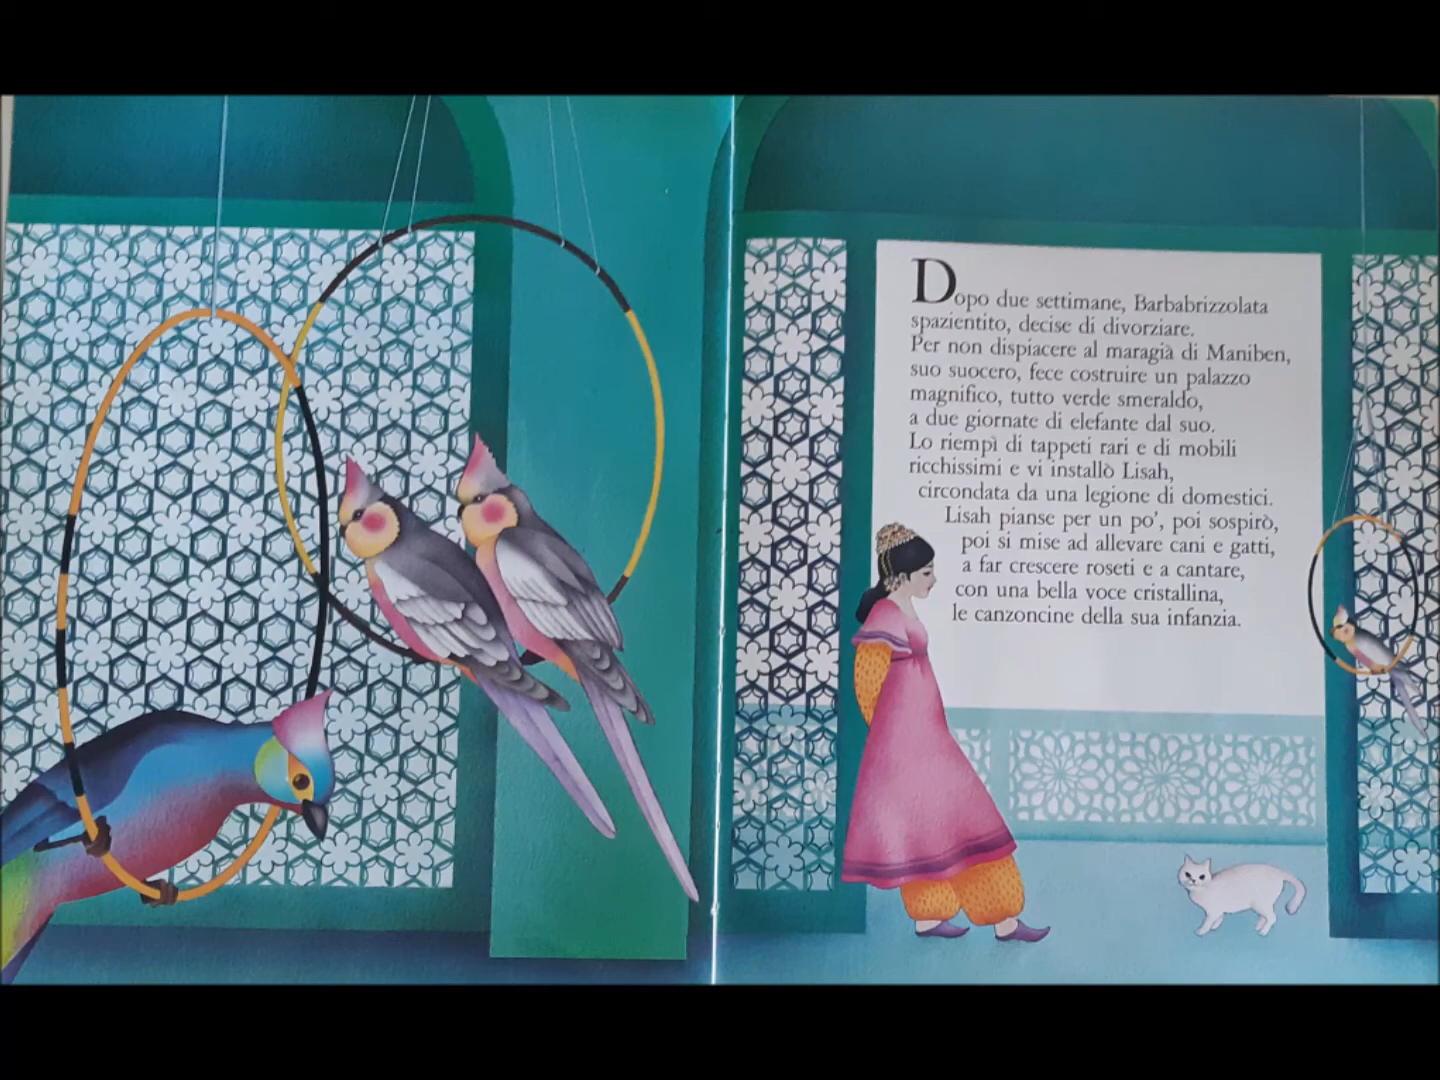 Dopo due settimane, Barbabrizzolata
spazientito, decise di divorziare.
Per non dispiacere al maragià di Maniben,
suo suocero, fece costruire un palazzo
magnifico, tutto verde smeraldo,
a due giornate di elefante dal suo.
Lo riempì di tappeti rari e di mobili
ricchissimi e vi installò Lisah,
circondata da una legione di domestici.
Lisah pianse per un po', poi sospirò,
poi si mise ad allevare cani e gatti,
a far crescere roseti e a cantare,
con una bella voce cristallina,
le canzoncine della sua infanzia.